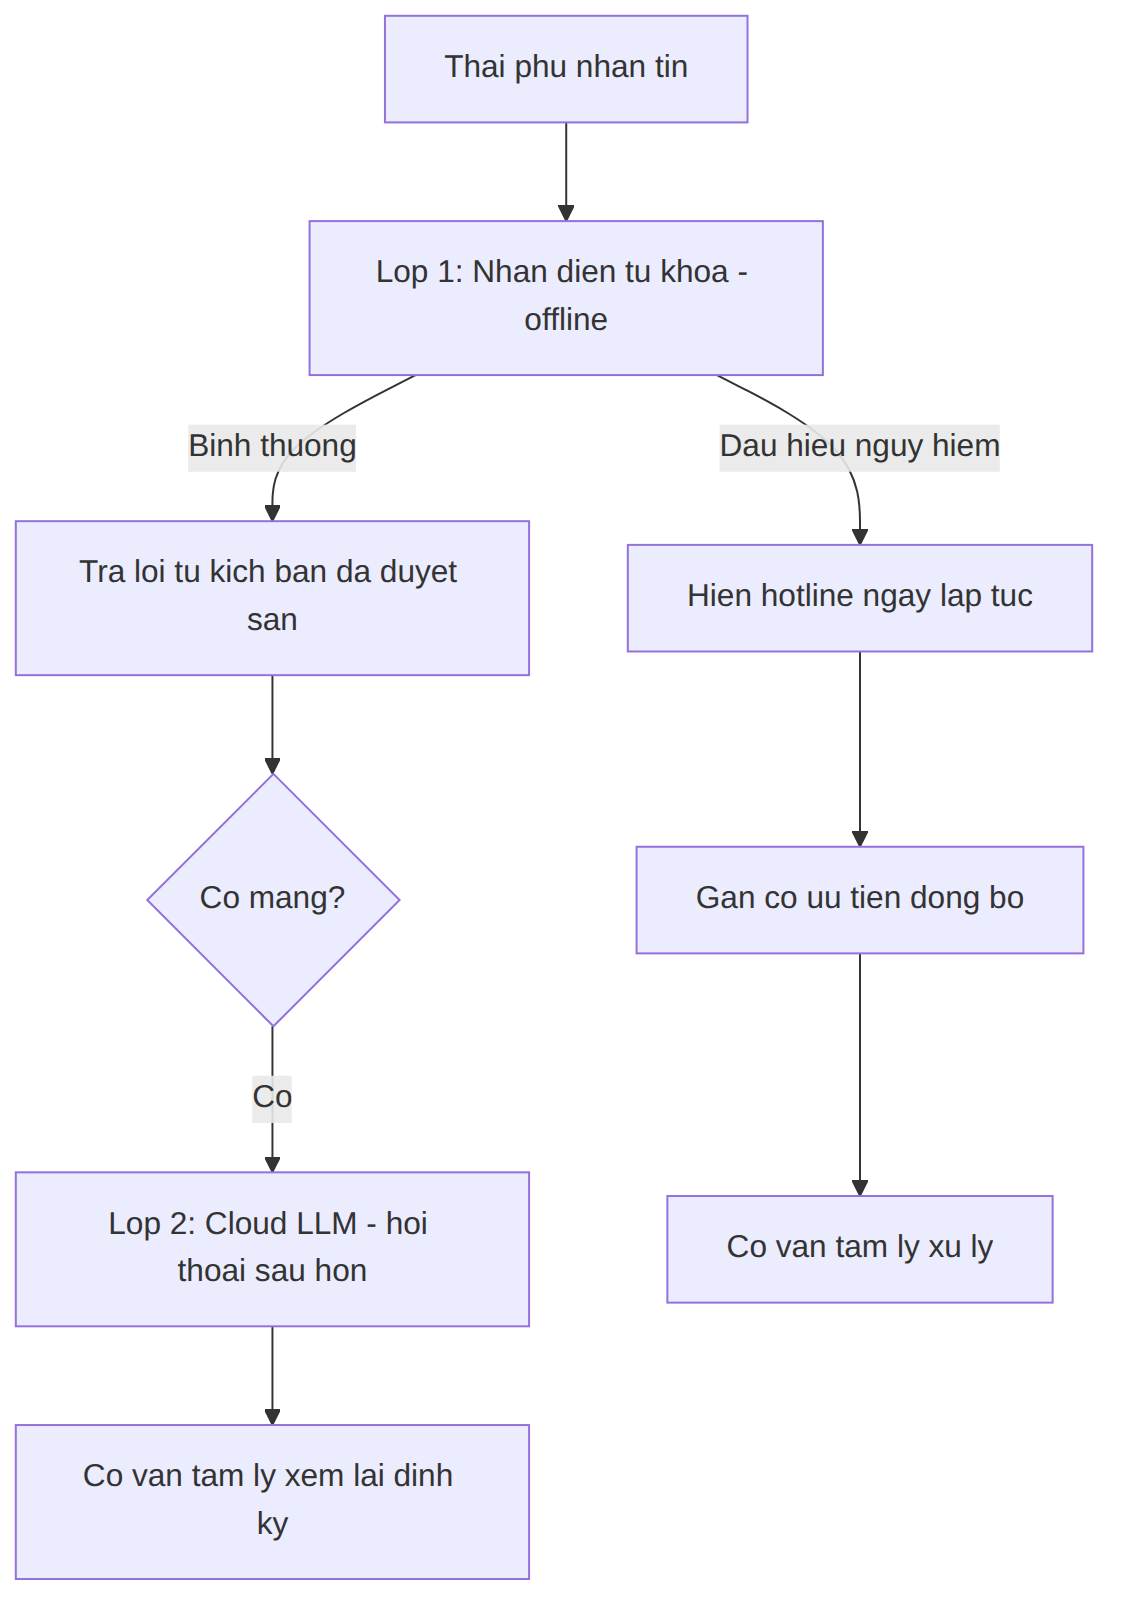 Thai phu nhan tin
Lop 1: Nhan dien tu khoa -
offline
Binh thuong
Dau hieu nguy hiem
Tra loi tu kich ban da duyet
san
Hien hotline ngay lap tuc
Co mang?
Gan co uu tien dong bo
Co
Lop 2: Cloud LLM - hoi
thoai sau hon
Co van tam ly xu ly
Co van tam ly xem lai dinh
ky